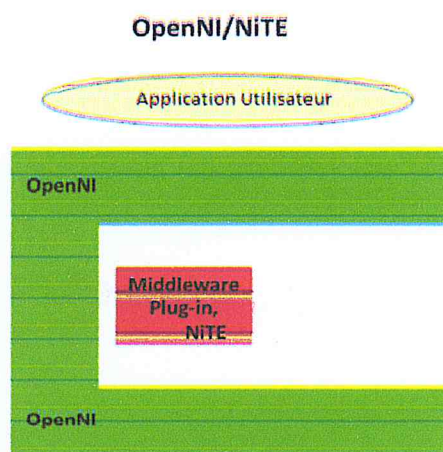 OpenNI/NiTE
Application Utilisateur
OpenNI
Middleware
Plug-in,
NiTE
OpenNI